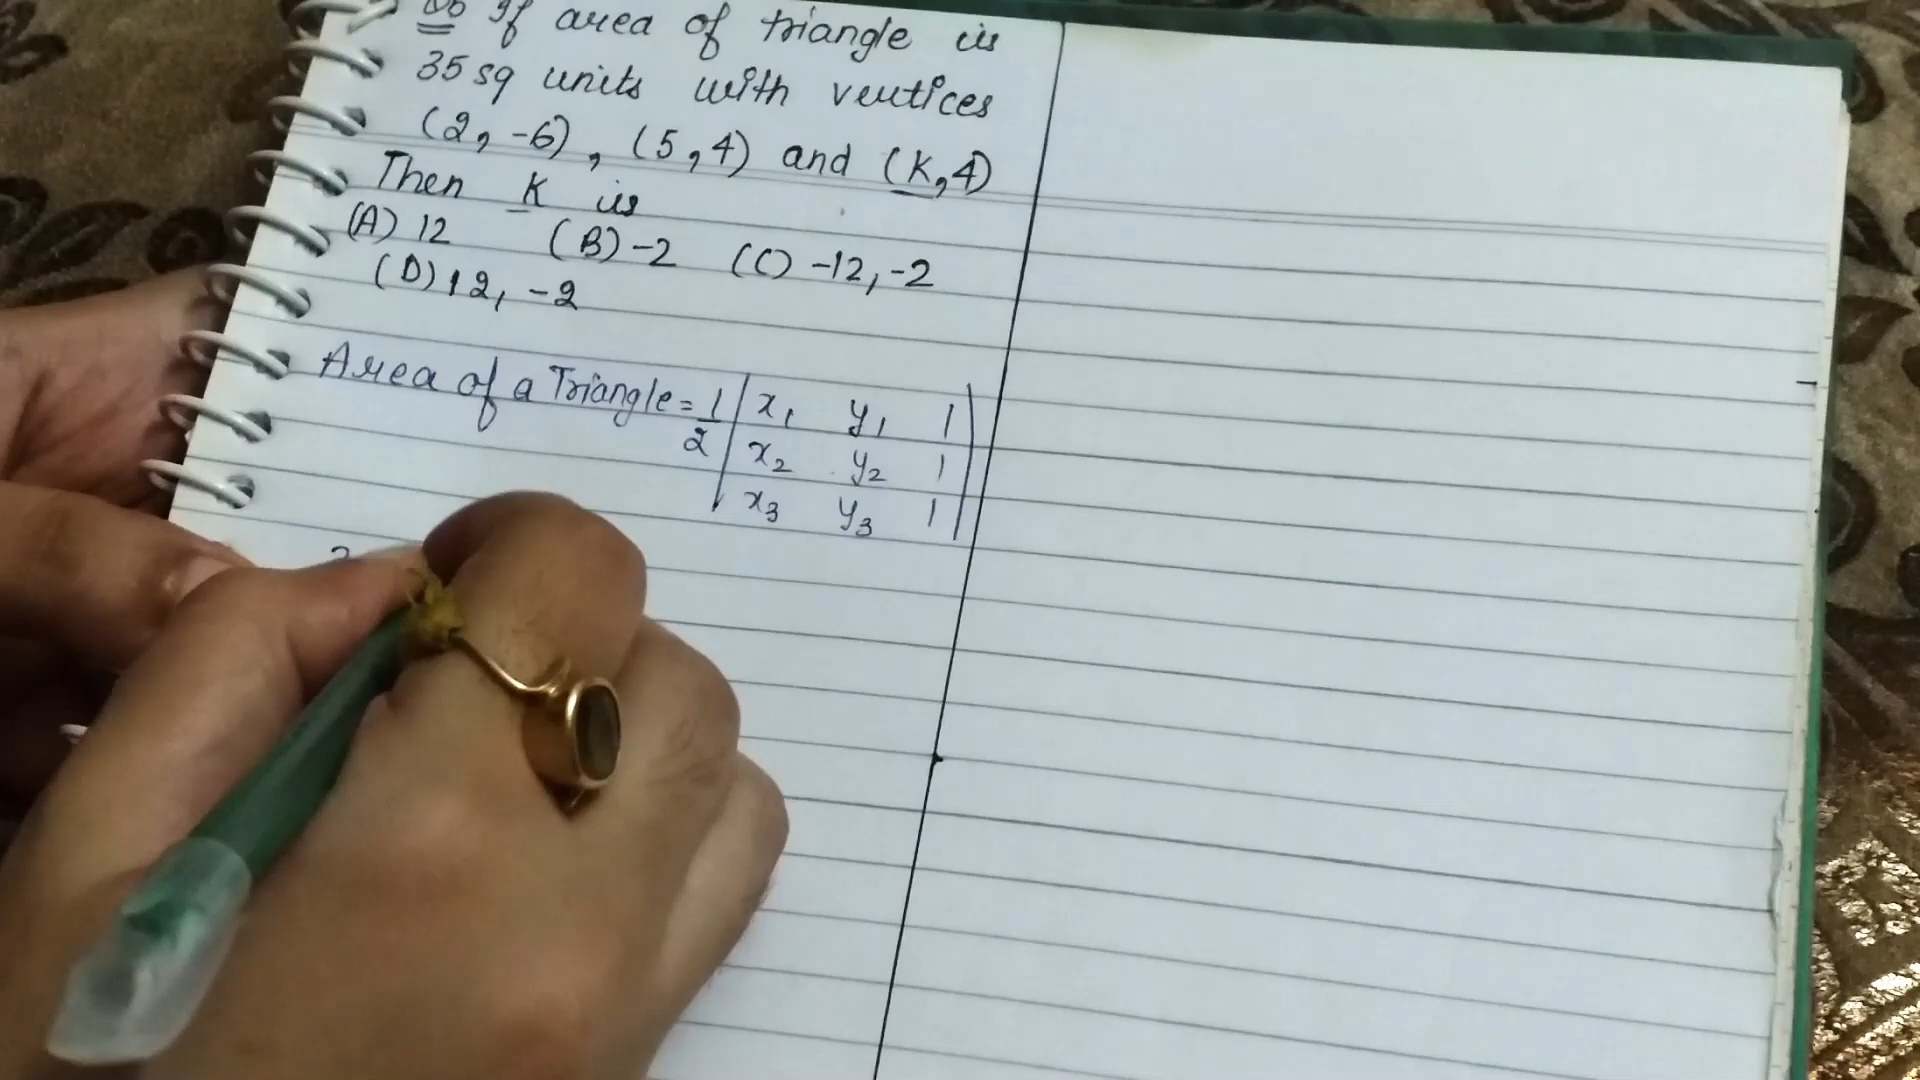 If area of triangle is
35 sq units with vertices
(2, -6), (5, 4) and (K, 4)
Then K is
(A) 12 (B) -2 (C) -12, -2
(D) 12, -2
Area of a Triangle = 1/2 | x₁ y₁ 1 |
| x₂ y₂ 1 |
| x₃ y₃ 1 |